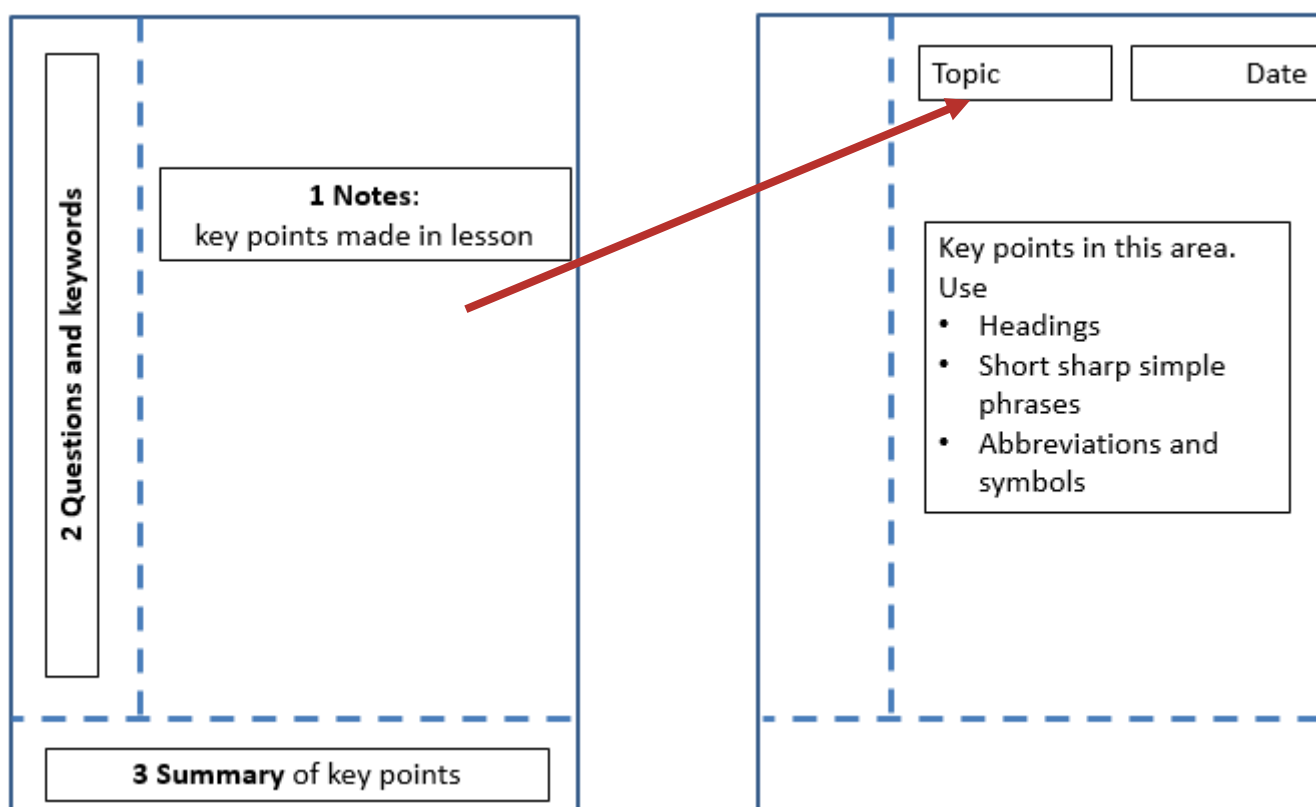 2 Questions and keywords
1 Notes:
key points made in lesson
3 Summary of key points
Topic
Date
Key points in this area.
Use
• Headings
• Short sharp simple
phrases
• Abbreviations and
symbols